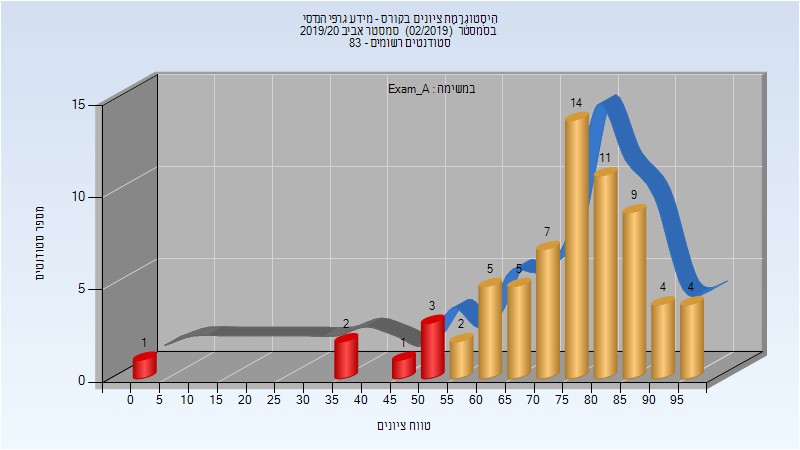 היסטוגרמת ציונים בקורס - מידע גרפי הנדסי
בסמסטר (02/2019) סמסטר אביב 2019/20
סטודנטים רשומים - 83
במשימה : Exam_A
מספר סטודנטים
15
10
5
0
1
2
1
3
2
5
5
7
14
11
9
4
4
0 5 15 20 25 30 35 40 45 50 55 60 65 70 75 80 85 90 95
טווח ציונים